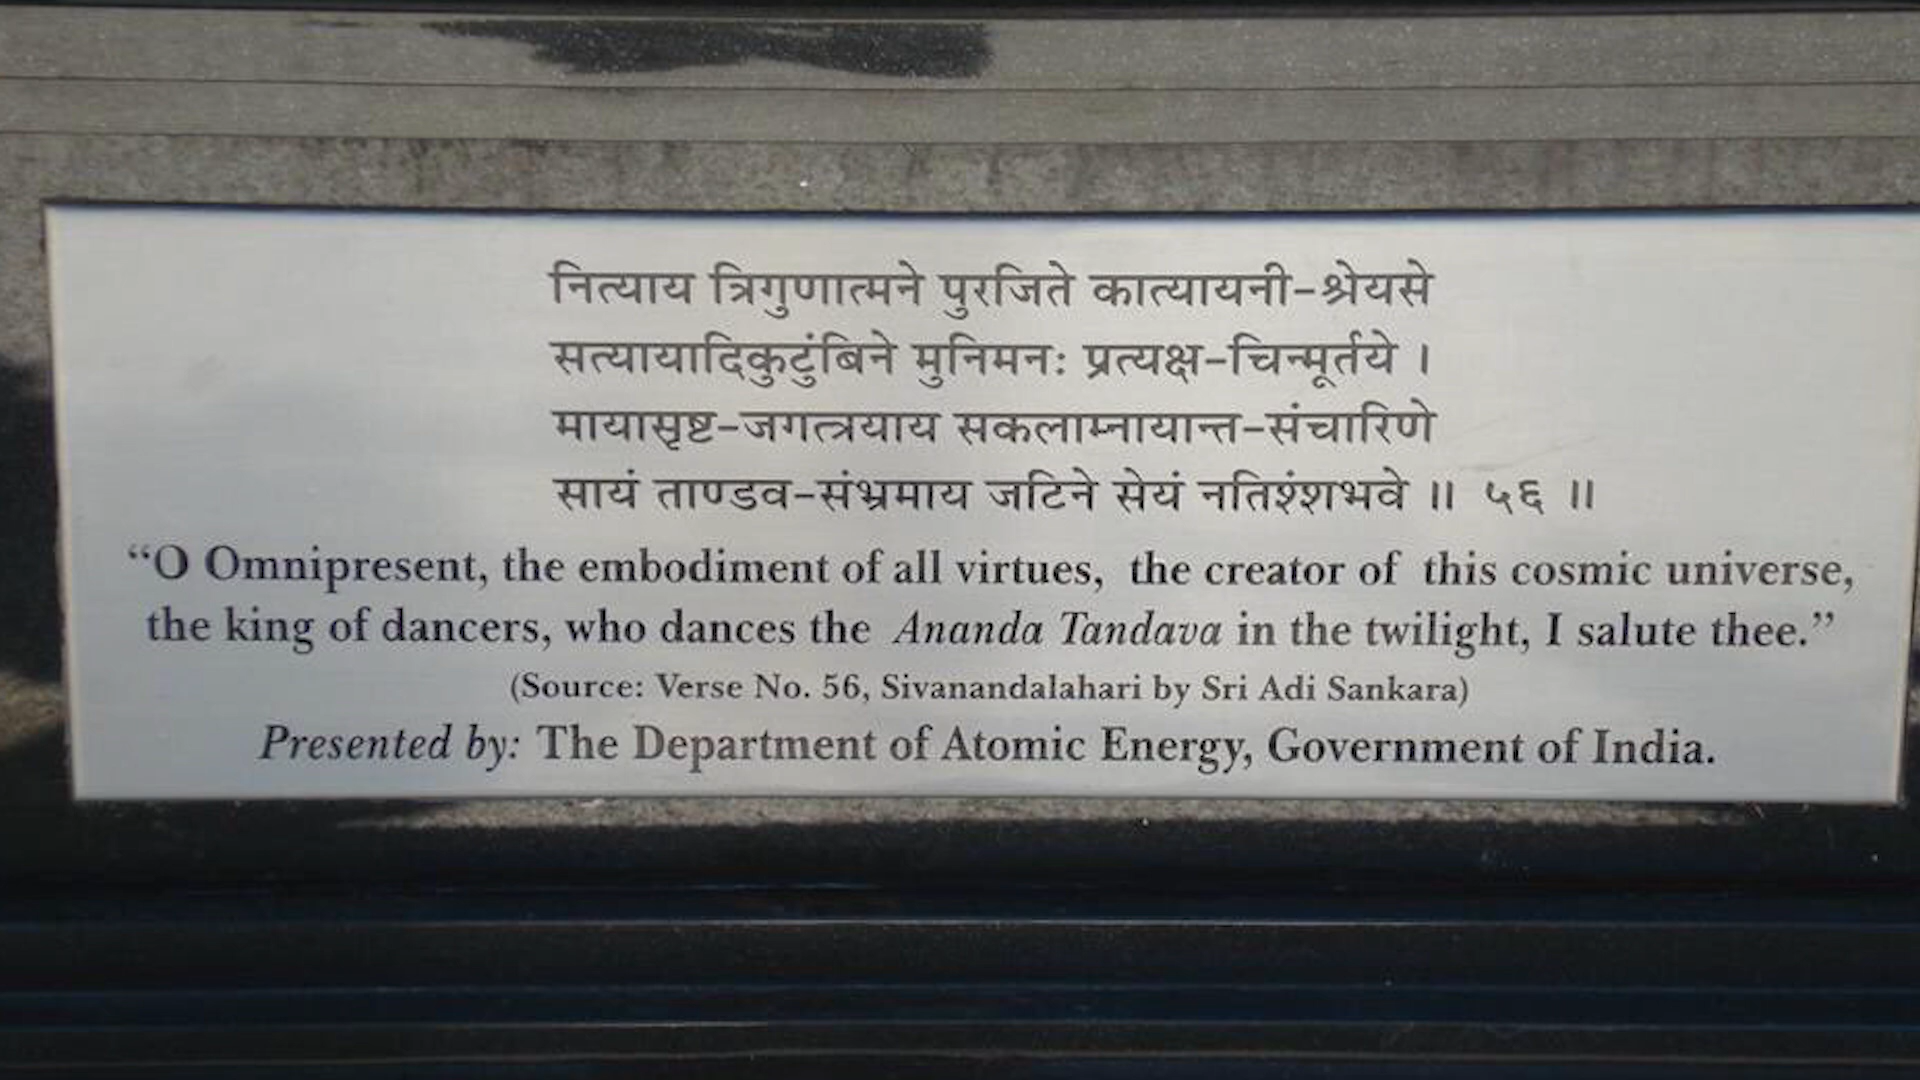 नित्याय त्रिगुणात्मने पुरजिते कात्यायनी-श्रेयसे
सत्यायादिकुटुंबिने मुनिमनः प्रत्यक्ष-चिन्मूर्तये ।
मायासृष्ट-जगत्त्रयाय सकलाम्नायान्त-संचारिणे
सायं ताण्डव-संभ्रमाय जटिने सेयं नतिश्ंशभवे ॥ ५६ ॥
“O Omnipresent, the embodiment of all virtues, the creator of this cosmic universe,
the king of dancers, who dances the Ananda Tandava in the twilight, I salute thee.”
(Source: Verse No. 56, Sivanandalahari by Sri Adi Sankara)
Presented by: The Department of Atomic Energy, Government of India.